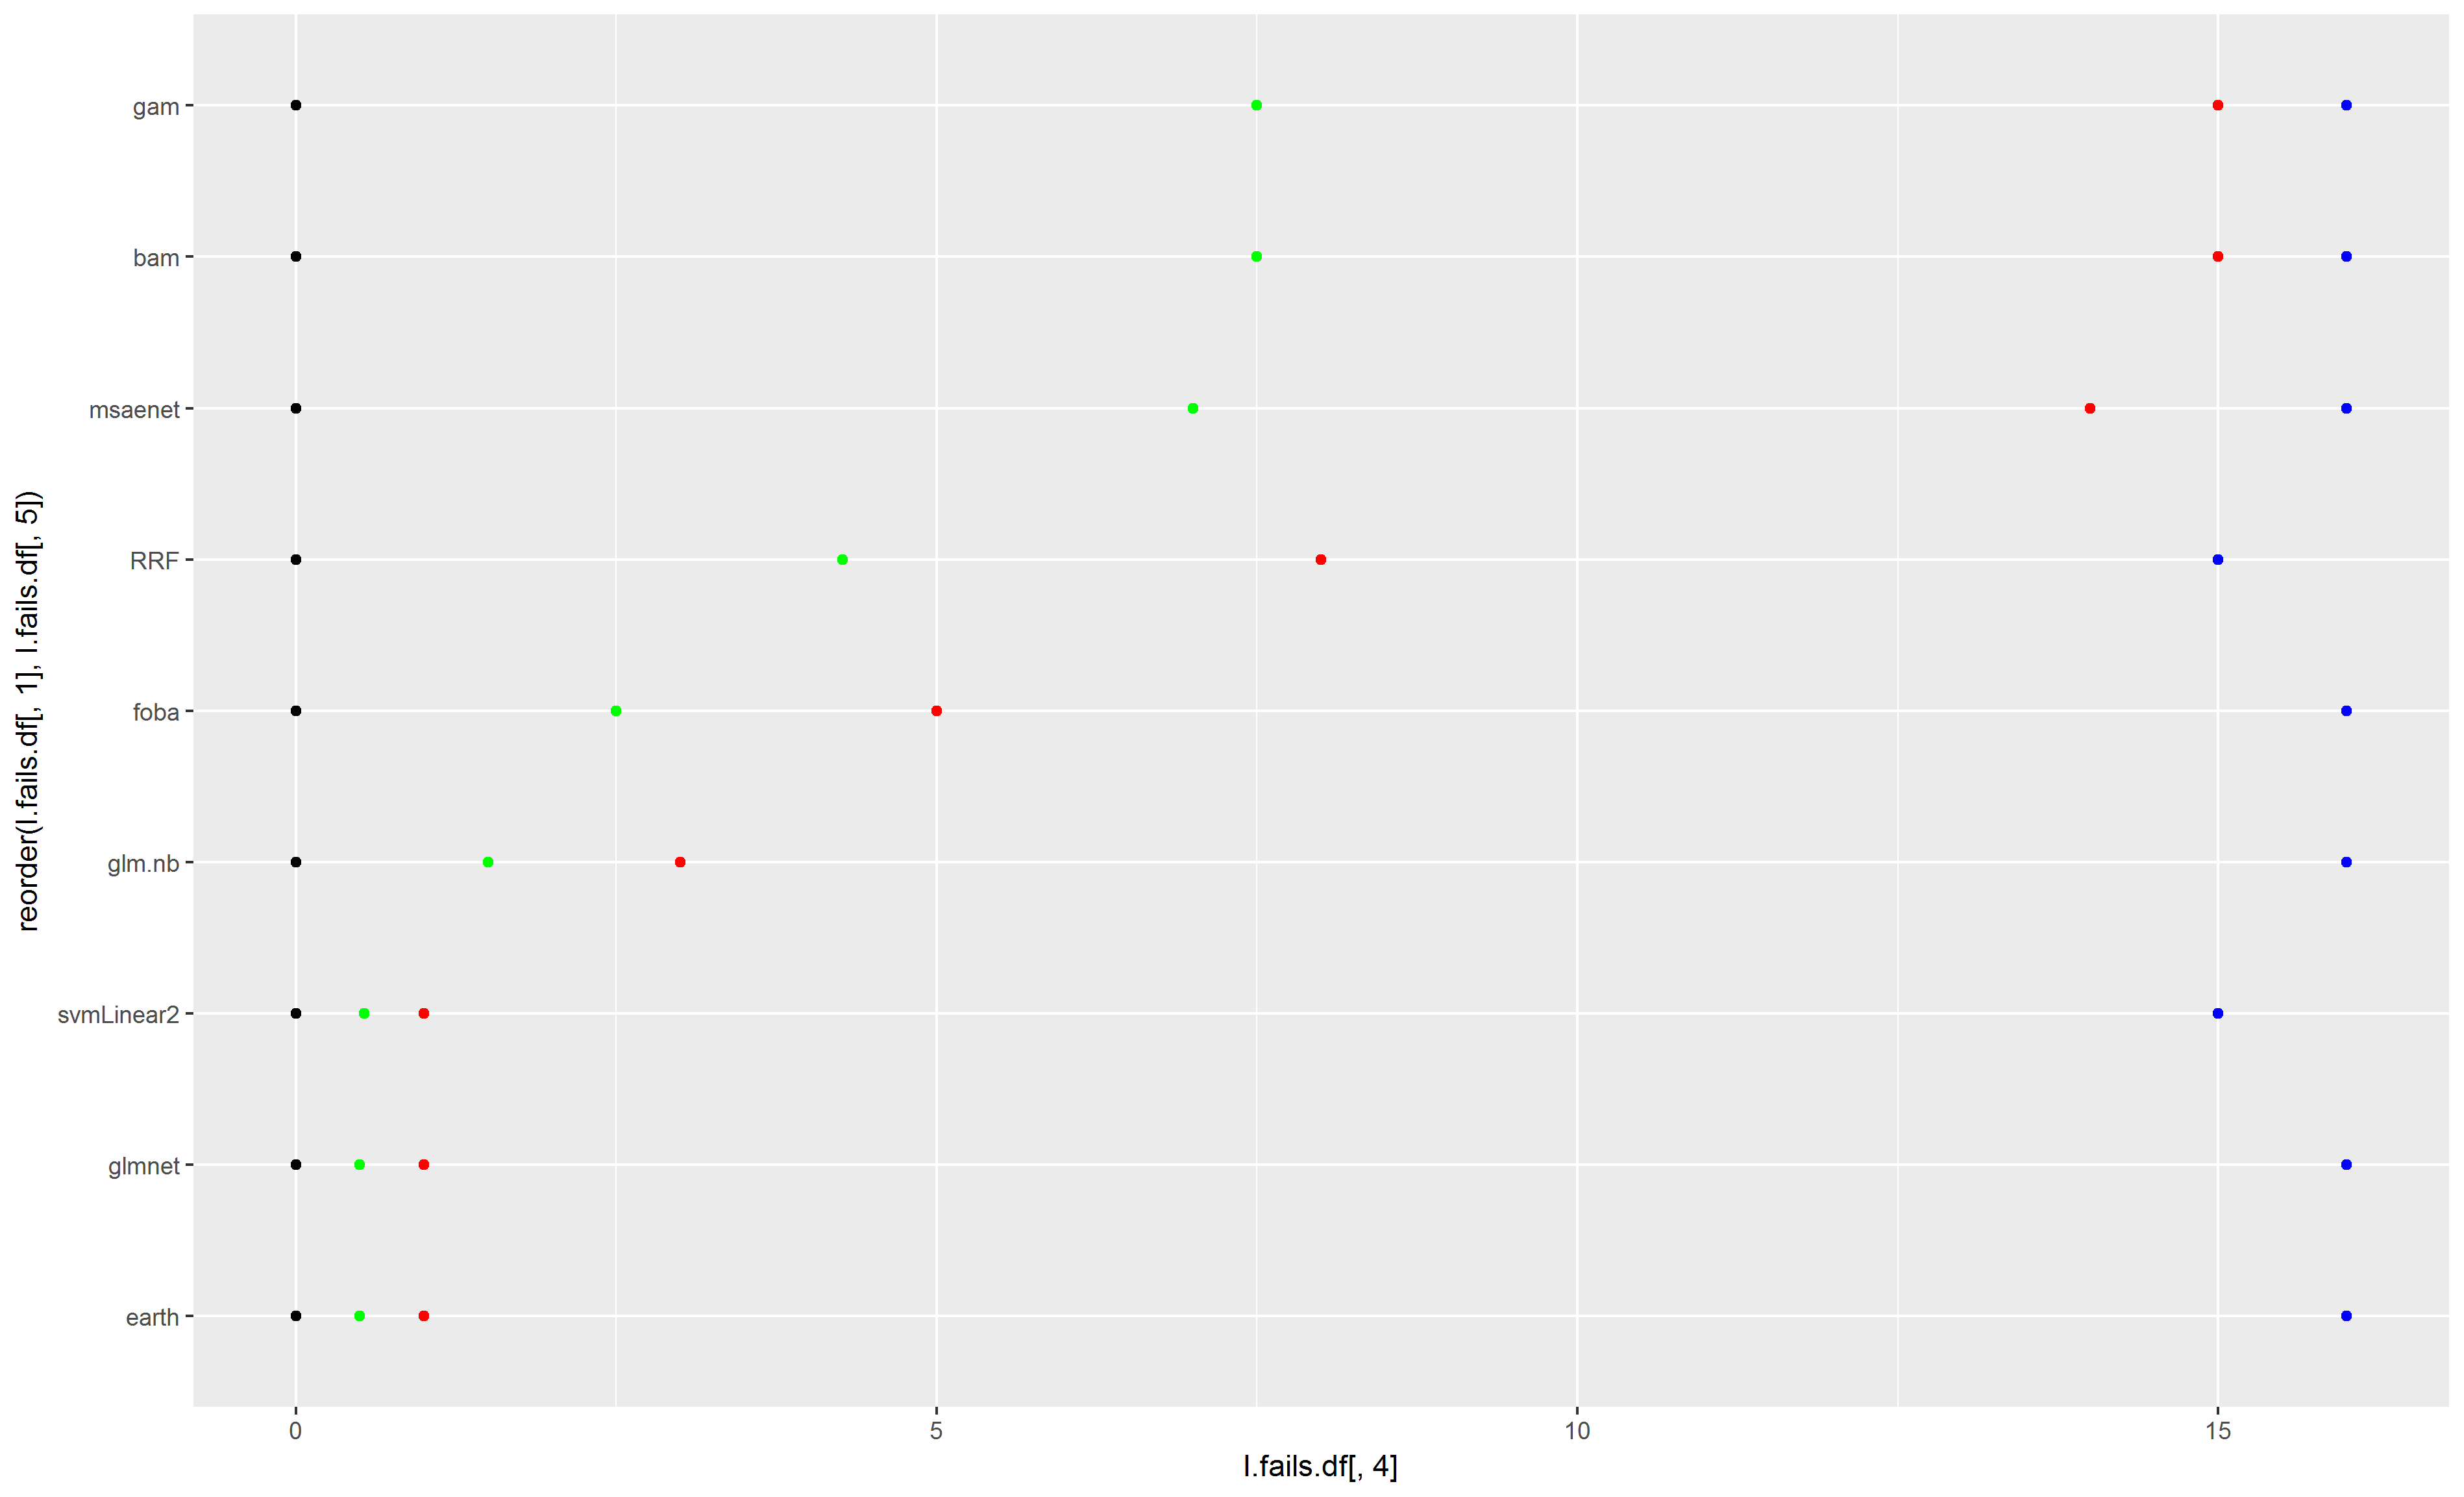 gam
bam
msaenet
RRF
foba
glm.nb
svmLinear2
glmnet
earth
reorder(l.fails.df[, 1], l.fails.df[, 5])
0 5 10 15
l.fails.df[, 4]